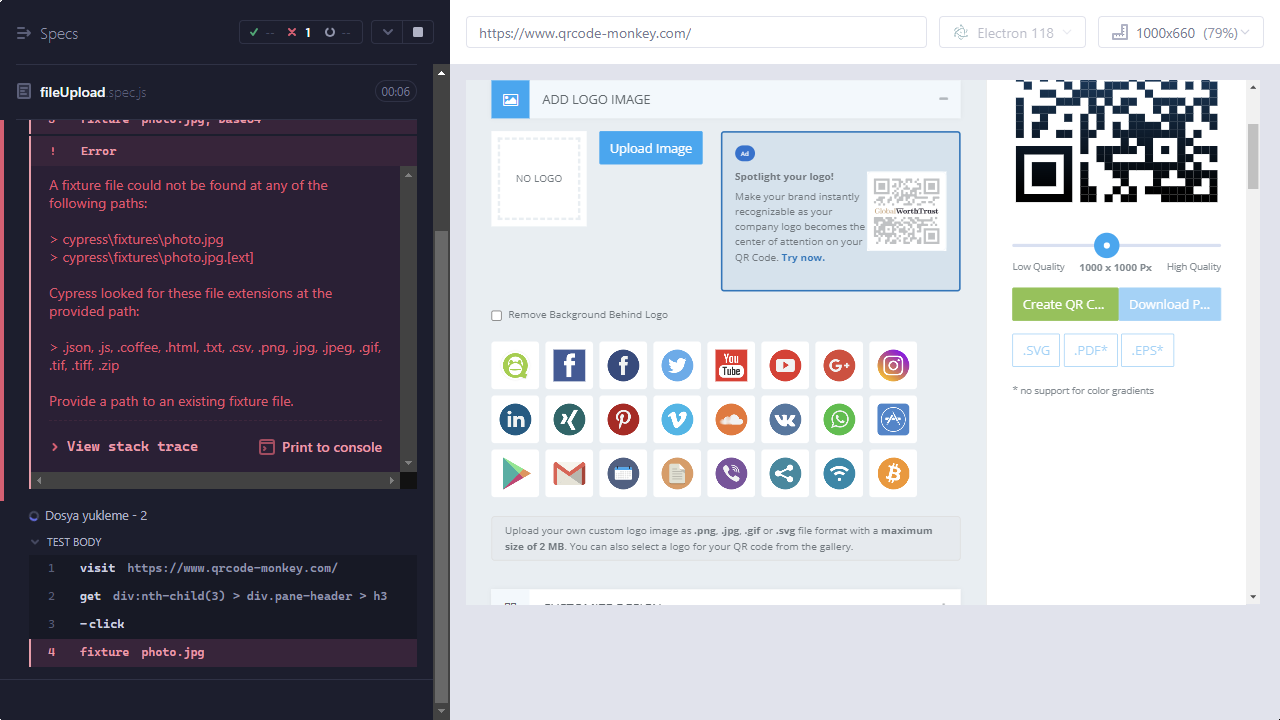 Specs
-- 1 --
fileUpload.spec.js 00:06
fixture photo.jpg, base64
! Error
A fixture file could not be found at any of the
following paths:
> cypress\fixtures\photo.jpg
> cypress\fixtures\photo.jpg.[ext]
Cypress looked for these file extensions at the
provided path:
> .json, .js, .coffee, .html, .txt, .csv, .png, .jpg, .jpeg, .gif,
.tif, .tiff, .zip
Provide a path to an existing fixture file.
> View stack trace
Print to console
Dosya yukleme - 2
TEST BODY
1 visit https://www.qrcode-monkey.com/
2 get div:nth-child(3) > div.pane-header > h3
3 -click
4 fixture photo.jpg
https://www.qrcode-monkey.com/
Electron 118
1000x660 (79%)
ADD LOGO IMAGE
NO LOGO
Upload Image
Ad
Spotlight your logo!
Make your brand instantly
recognizable as your
company logo becomes the
center of attention on your
QR Code. Try now.
GlobalWorthTrust
Remove Background Behind Logo
You
Tube
Upload your own custom logo image as .png, .jpg, .gif or .svg file format with a maximum
size of 2 MB. You can also select a logo for your QR code from the gallery.
CUSTOMIZE DESIGN
Low Quality
1000 x 1000 Px
High Quality
Create QR C...
Download P...
.SVG
.PDF*
.EPS*
* no support for color gradients